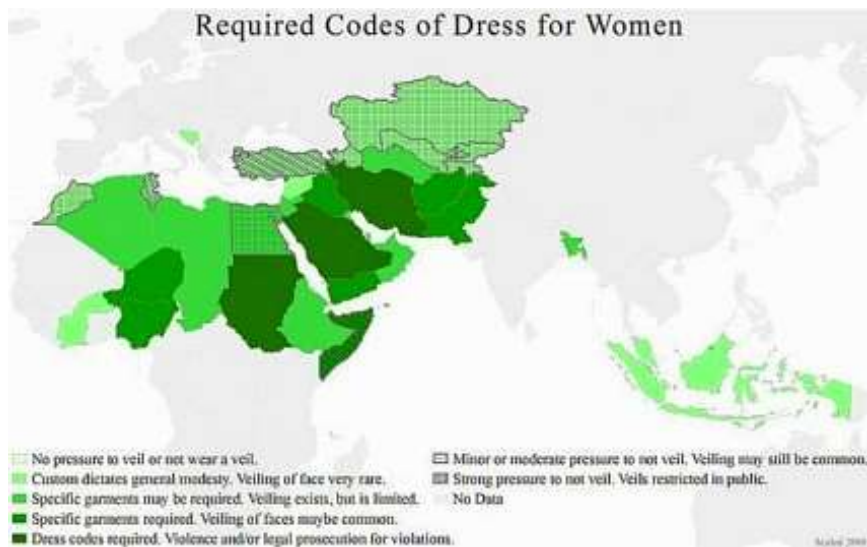 Required Codes of Dress for Women
No pressure to veil or not wear a veil.
Custom dictates general modesty. Veiling of face very rare.
Specific garments may be required. Veiling exists, but is limited.
Specific garments required. Veiling of faces maybe common.
Dress codes required. Violence and/or legal prosecution for violations.
Minor or moderate pressure to not veil. Veiling may still be common.
Strong pressure to not veil. Veils restricted in public.
No Data